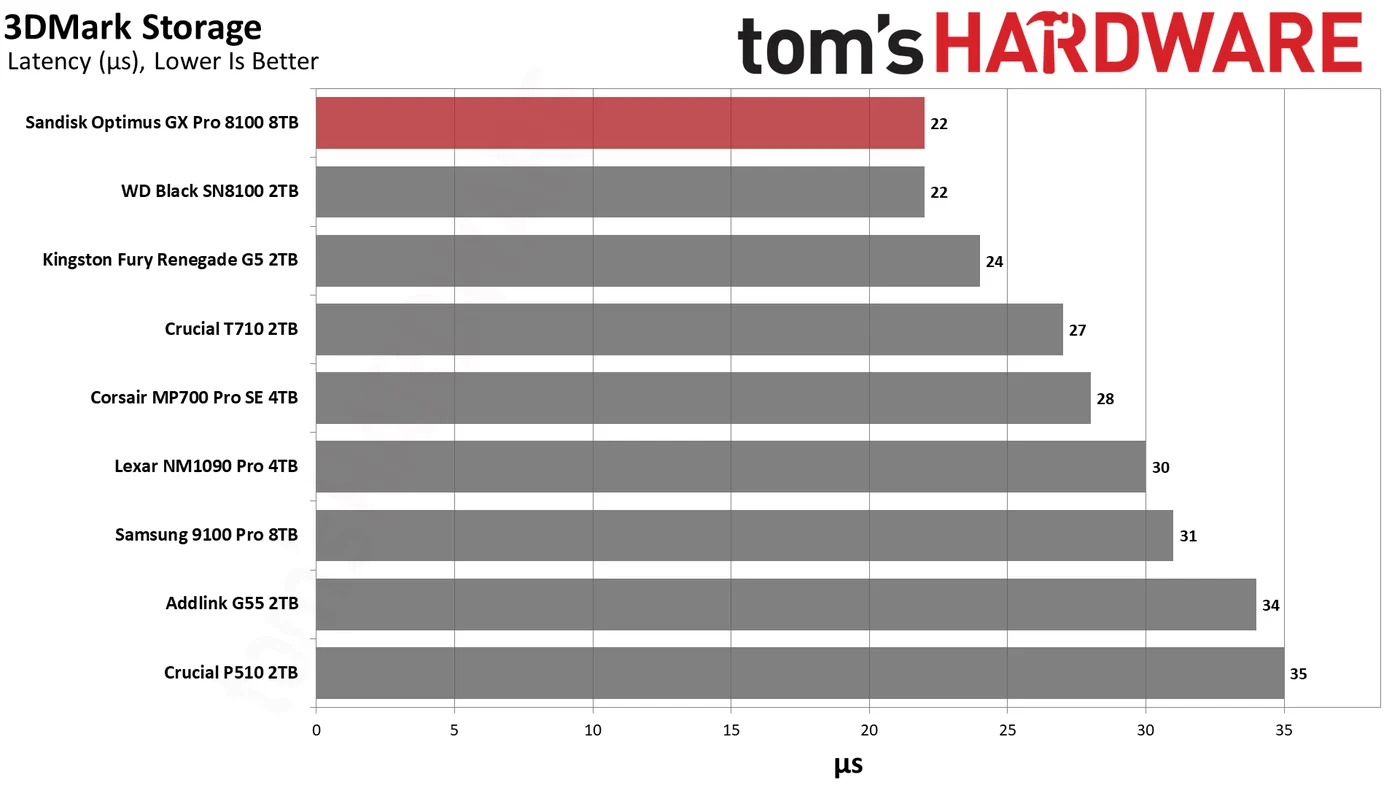 3DMark Storage
Latency (µs), Lower Is Better
tom's HARDWARE
Sandisk Optimus GX Pro 8100 8TB
22
WD Black SN8100 2TB
22
Kingston Fury Renegade G5 2TB
24
Crucial T710 2TB
27
Corsair MP700 Pro SE 4TB
28
Lexar NM1090 Pro 4TB
30
Samsung 9100 Pro 8TB
31
Addlink G55 2TB
34
Crucial P510 2TB
35
0 5 10 15 20 25 30 35
µs